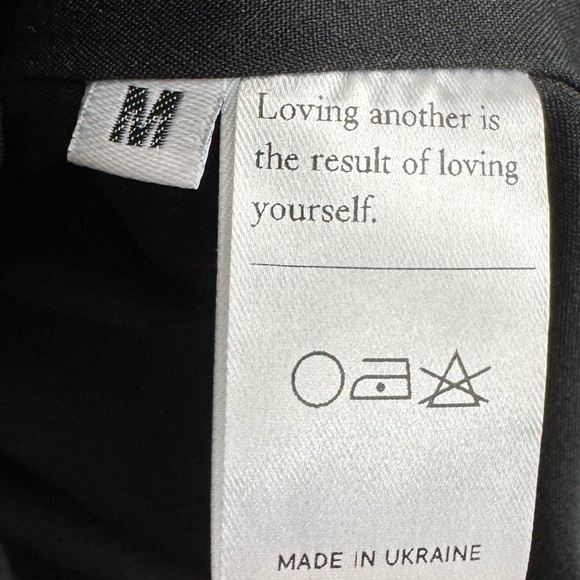 M
Loving another is
the result of loving
yourself.
MADE IN UKRAINE